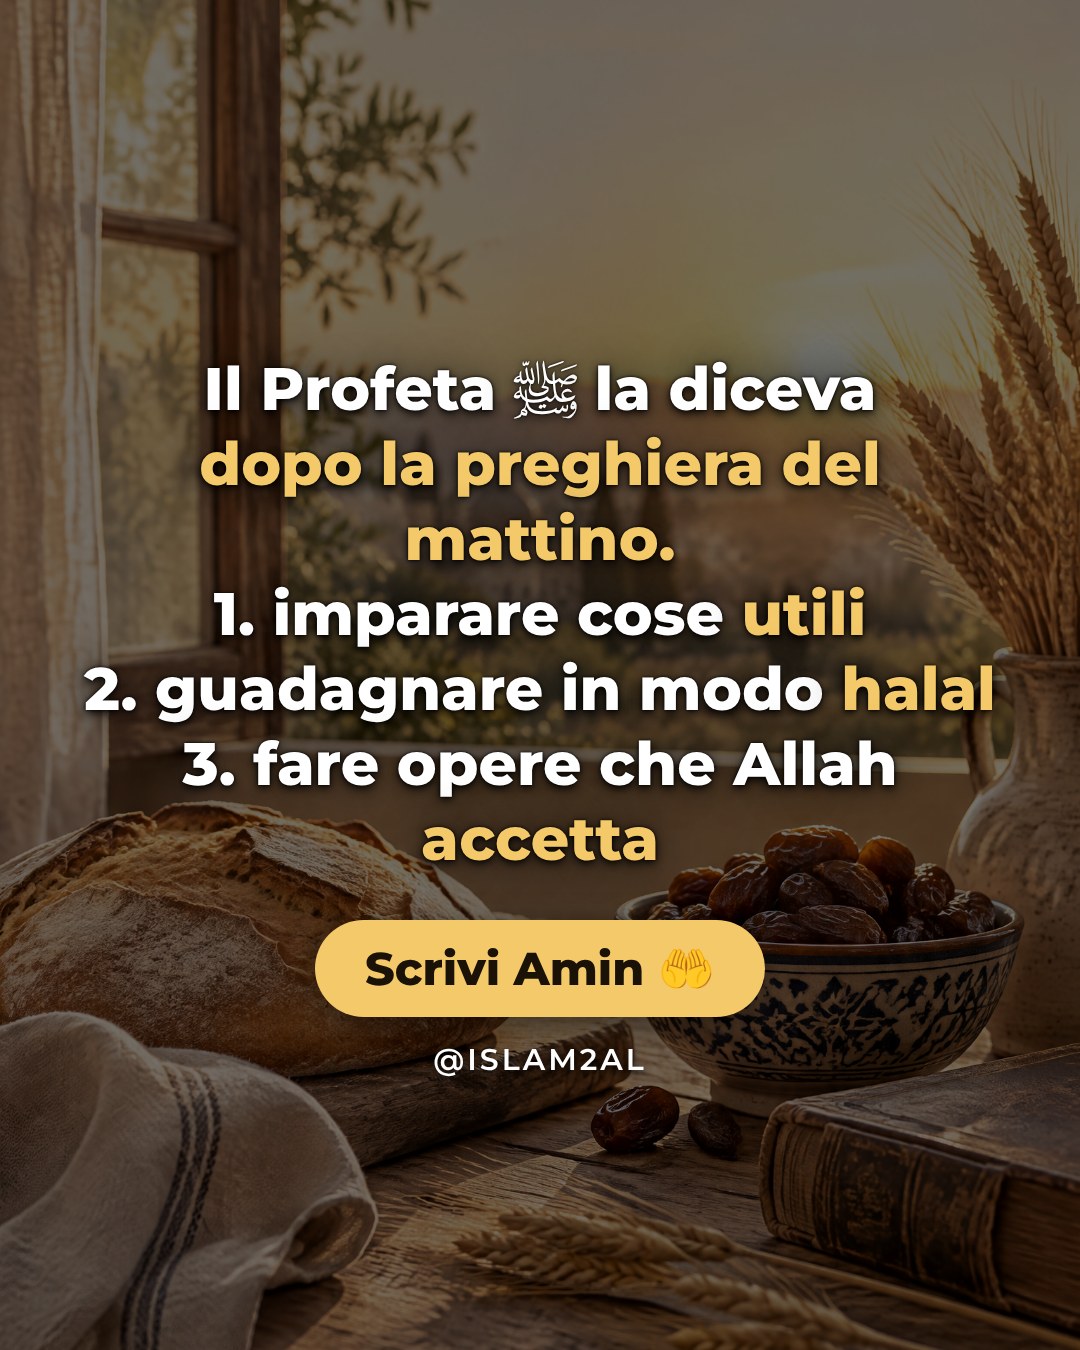 Il Profeta ﷺ la diceva
dopo la preghiera del
mattino.
1. imparare cose utili
2. guadagnare in modo halal
3. fare opere che Allah
accetta
Scrivi Amin 🤲
@ISLAM2AL